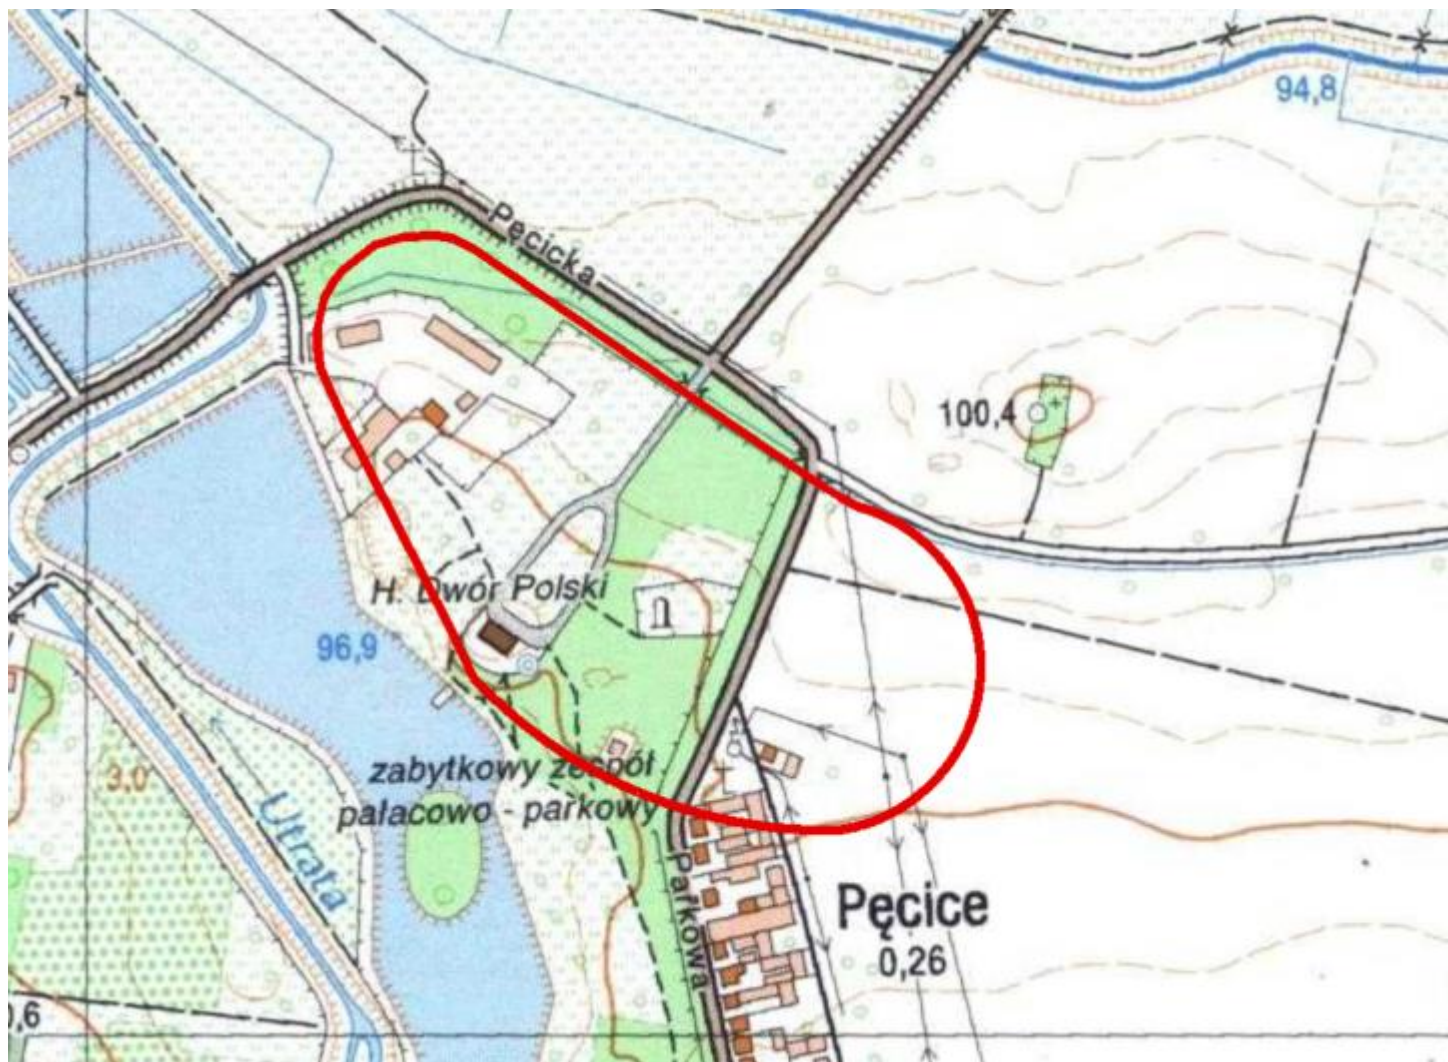 94,8
Pęcicka
100,4
H. Dwór Polski
96,9
zabytkowy zespół
pałacowo - parkowy
3,0
Utrata
Parkowa
Pęcice
0,26